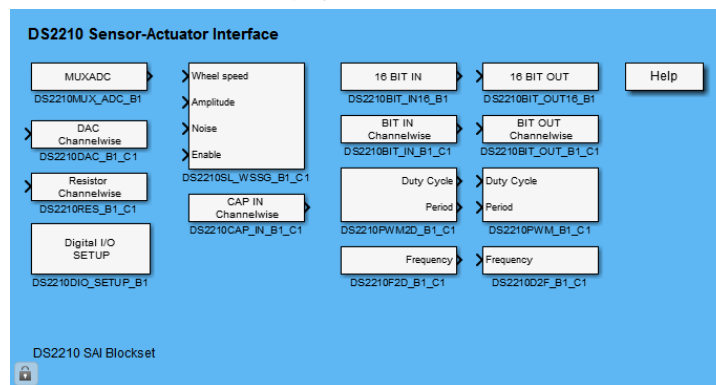 DS2210 Sensor-Actuator Interface
MUXADC
DS2210MUX_ADC_B1
DAC
Channelwise
DS2210DAC_B1_C1
Resistor
Channelwise
DS2210RES_B1_C1
Digital I/O
SETUP
DS2210DIO_SETUP_B1
Wheel speed
Amplitude
Noise
Enable
DS2210SL_WSSG_B1_C1
CAP IN
Channelwise
DS2210CAP_IN_B1_C1
16 BIT IN
DS2210BIT_IN16_B1
BIT IN
Channelwise
DS2210BIT_IN_B1_C1
Duty Cycle
Period
DS2210PWM2D_B1_C1
Frequency
DS2210F2D_B1_C1
16 BIT OUT
DS2210BIT_OUT16_B1
BIT OUT
Channelwise
DS2210BIT_OUT_B1_C1
Duty Cycle
Period
DS2210PWM_B1_C1
Frequency
DS2210D2F_B1_C1
Help
DS2210 SAI Blockset